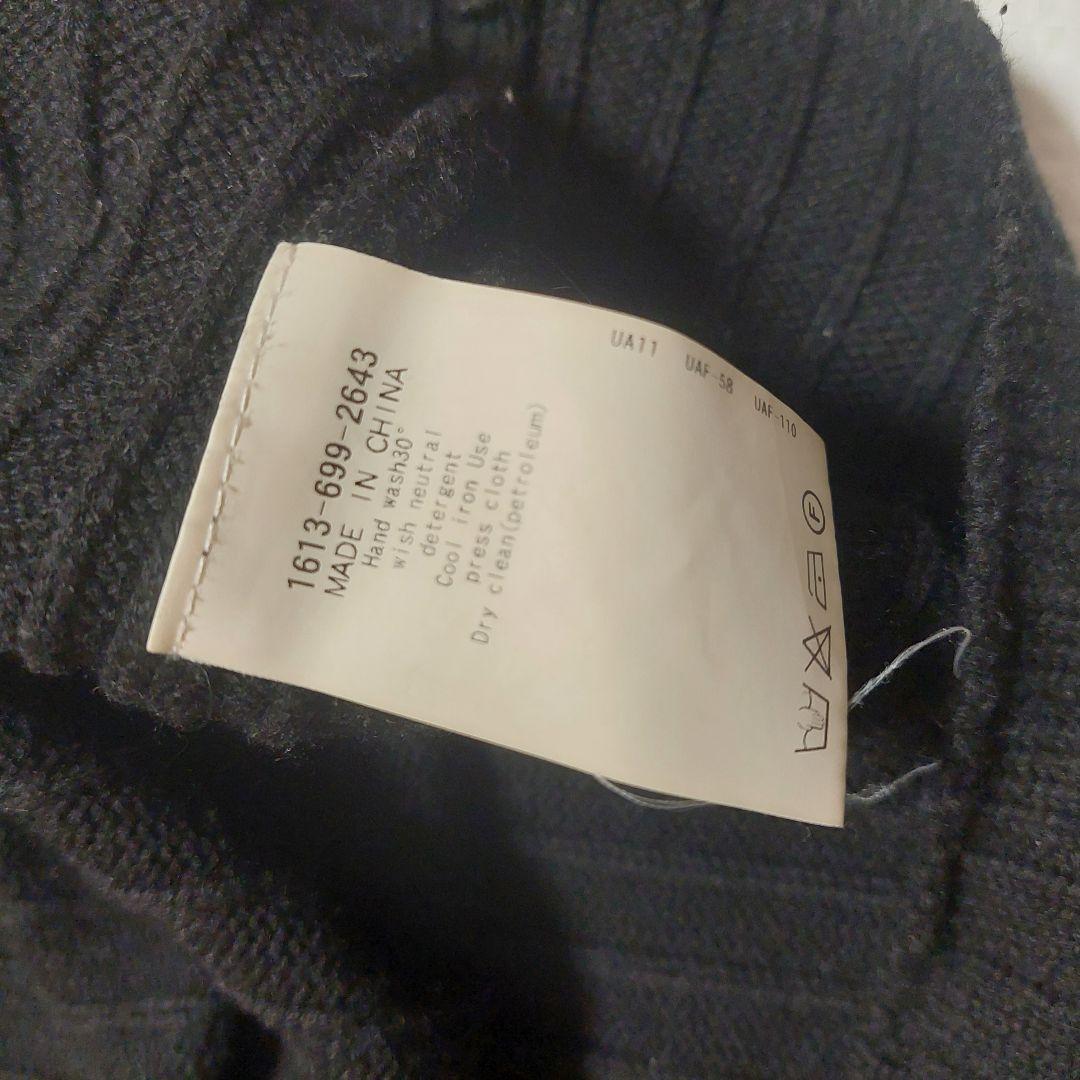 1613-699-2643
MADE IN CHINA
Hand wash30°
wish neutral
detergent
Cool iron Use
press cloth
Dry clean(petroleum)
UA11 UAF-58 UAF-110
F